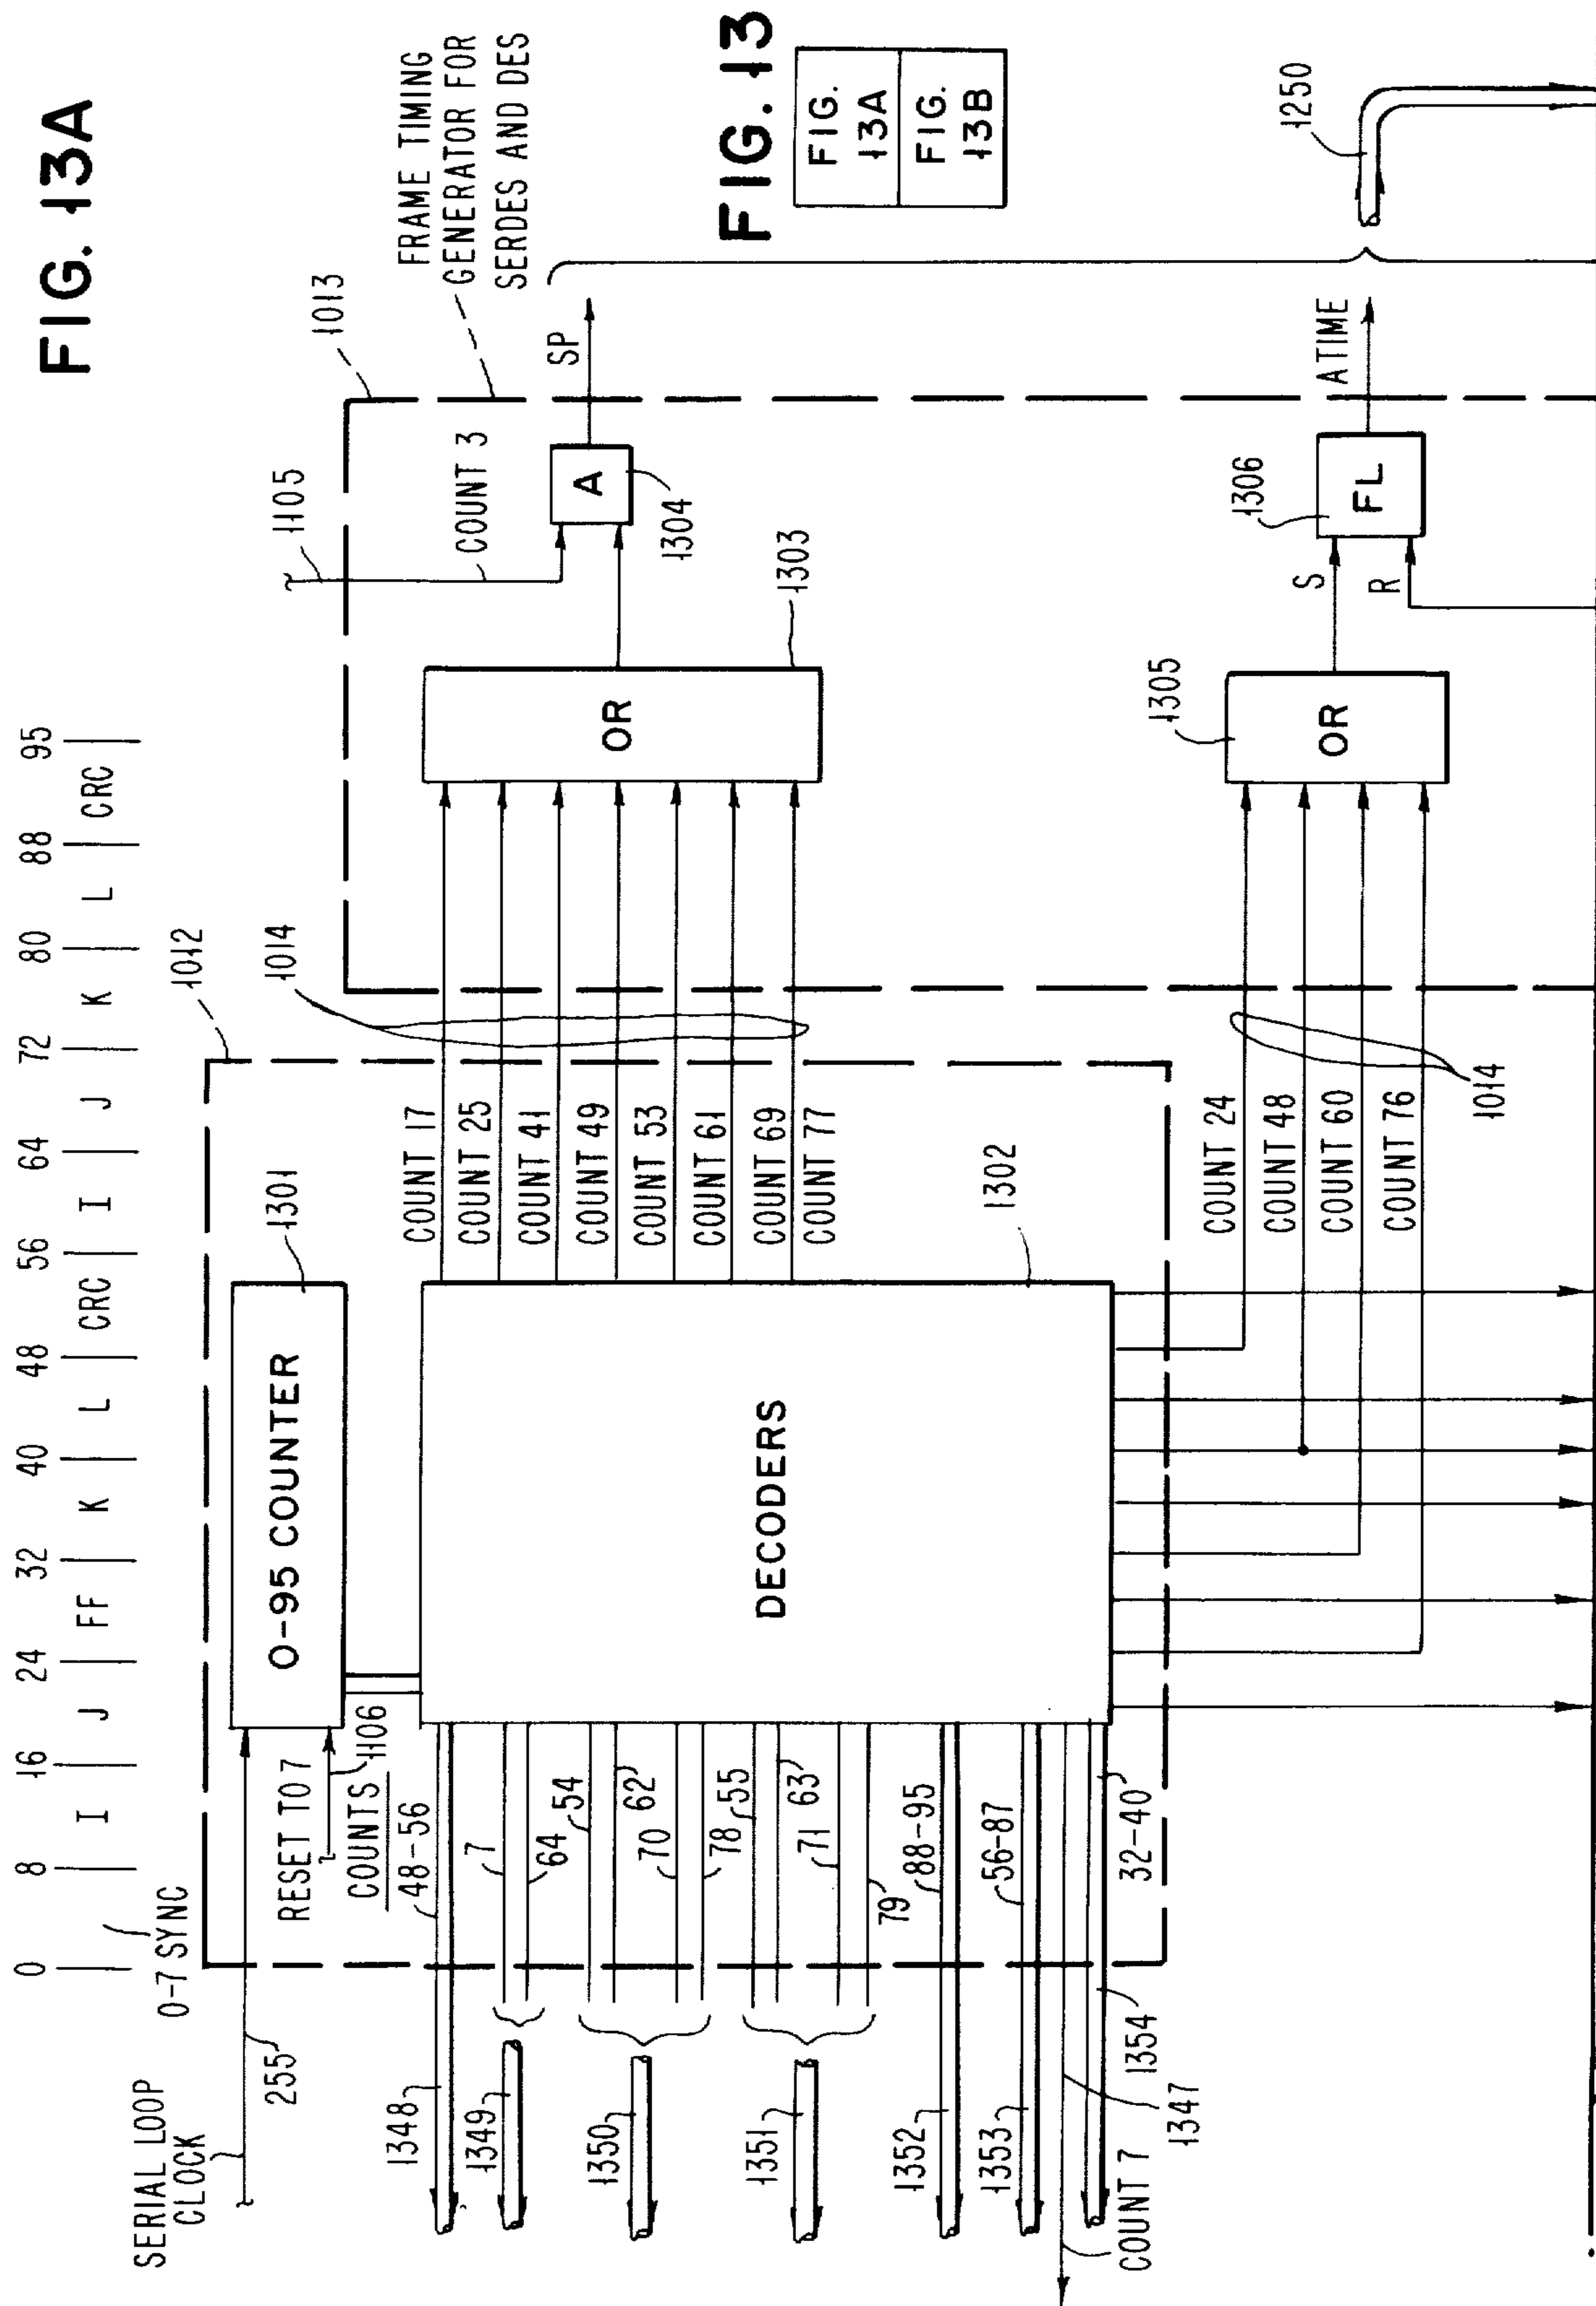 FIG. 13A
0 8 16 24 32 40 48 56 64 72 80 88 95
0-7 SYNC I J FF K K L CRC I J K L CRC
SERIAL LOOP
CLOCK
255
RESET TO 7
1106
0-95 COUNTER
1301
1012
1014
1013
1105
COUNT 3
FRAME TIMING
GENERATOR FOR
SERDES AND DES
COUNTS
48-56
7
64
54
62
70
78
55
63
71
79
88-95
56-87
32-40
1348
1349
1350
1351
1352
1353
1354
1347
COUNT 7
DECODERS
1302
COUNT 17
COUNT 25
COUNT 41
COUNT 49
COUNT 53
COUNT 61
COUNT 69
COUNT 77
OR
1303
A
1304
SP
COUNT 24
COUNT 48
COUNT 60
COUNT 76
1014
OR
1305
S
R
FL
1306
ATIME
1250
FIG. 13
FIG.
13A
FIG.
13B